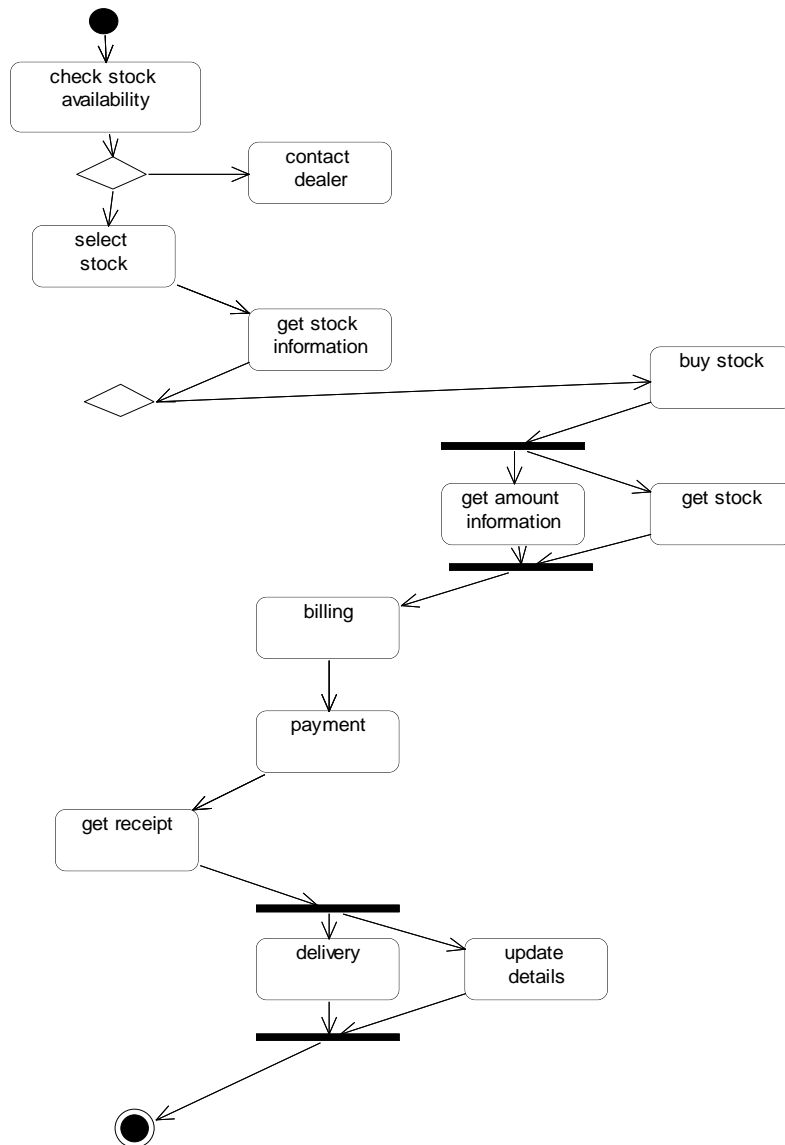 check stock
availability
contact
dealer
select
stock
get stock
information
buy stock
get amount
information
get stock
billing
payment
get receipt
delivery
update
details